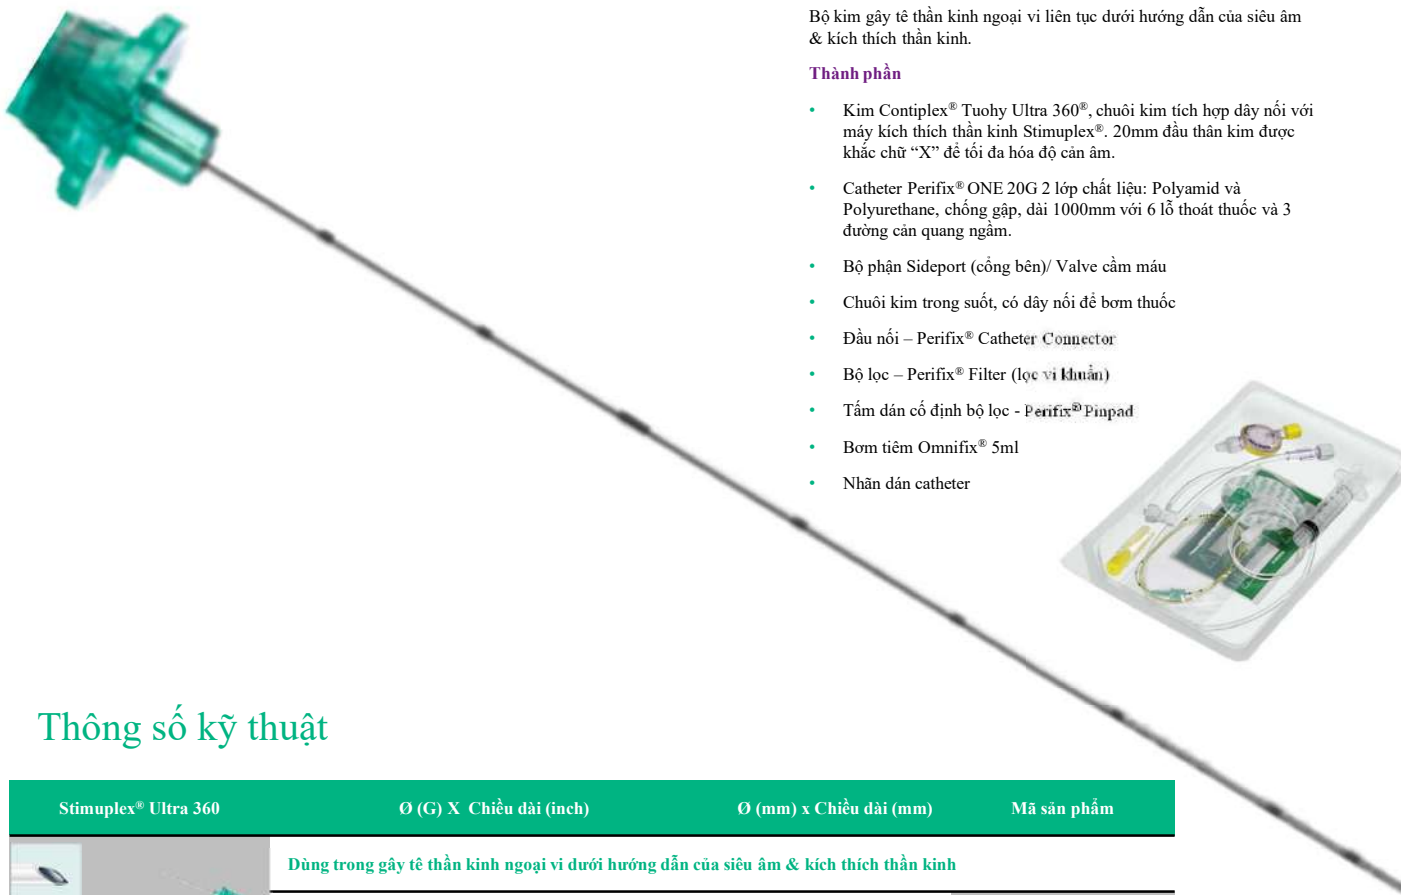 Bộ kim gây tê thần kinh ngoại vi liên tục dưới hướng dẫn của siêu âm
& kích thích thần kinh.
Thành phần
• Kim Contiplex® Tuohy Ultra 360®, chuôi kim tích hợp dây nối với
máy kích thích thần kinh Stimuplex®. 20mm đầu thân kim được
khắc chữ “X” để tối đa hóa độ cản âm.
• Catheter Perifix® ONE 20G 2 lớp chất liệu: Polyamid và
Polyurethane, chống gập, dài 1000mm với 6 lỗ thoát thuốc và 3
đường cản quang ngầm.
• Bộ phận Sideport (cổng bên)/ Valve cầm máu
• Chuôi kim trong suốt, có dây nối để bơm thuốc
• Đầu nối – Perifix® Catheter Connector
• Bộ lọc – Perifix® Filter (lọc vi khuẩn)
• Tấm dán cố định bộ lọc - Perifix® Pinpad
• Bơm tiêm Omnifix® 5ml
• Nhãn dán catheter
Thông số kỹ thuật
Stimuplex® Ultra 360 Ø (G) X Chiều dài (inch) Ø (mm) x Chiều dài (mm) Mã sản phẩm
Dùng trong gây tê thần kinh ngoại vi dưới hướng dẫn của siêu âm & kích thích thần kinh